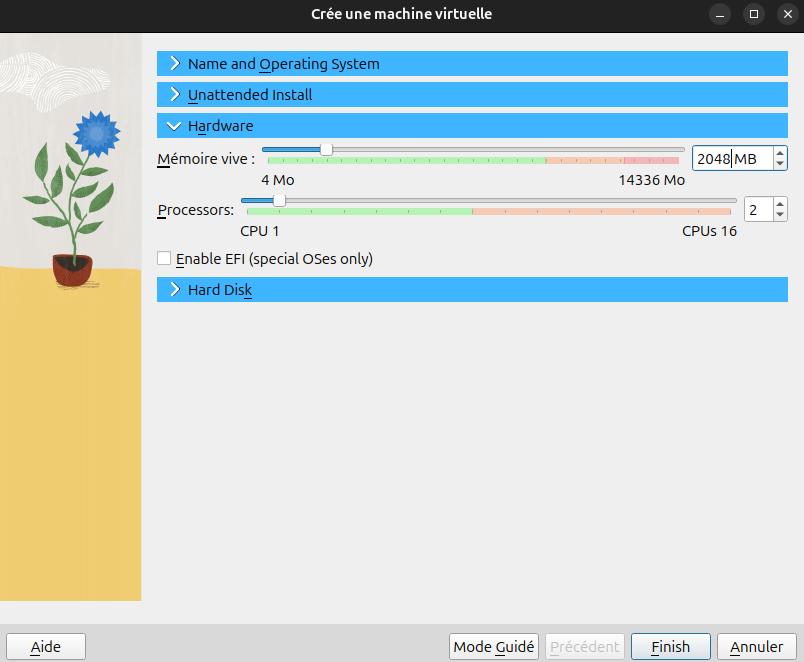 Crée une machine virtuelle
Name and Operating System
Unattended Install
Hardware
Mémoire vive : 2048 MB
4 Mo 14336 Mo
Processors: 2
CPU 1 CPUs 16
Enable EFI (special OSes only)
Hard Disk
Aide Mode Guidé Précédent Finish Annuler